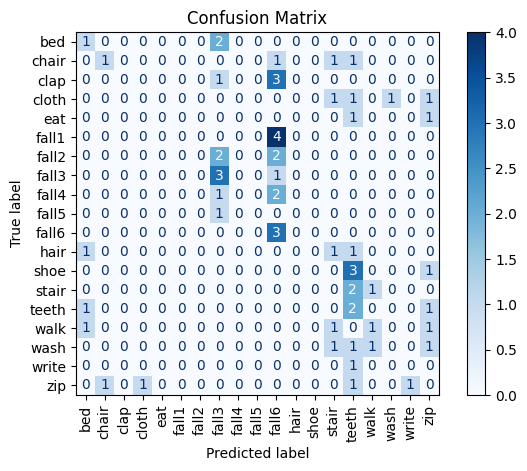 Confusion Matrix
bed 1 0 0 0 0 0 0 2 0 0 0 0 0 0 0 0 0 0 0
chair 0 1 0 0 0 0 0 0 0 0 1 0 0 1 1 0 0 0 0
clap 0 0 0 0 0 0 0 1 0 0 3 0 0 0 0 0 0 0 0
cloth 0 0 0 0 0 0 0 0 0 0 0 0 0 1 1 0 1 0 1
eat 0 0 0 0 0 0 0 0 0 0 0 0 0 0 1 0 0 0 1
fall1 0 0 0 0 0 0 0 0 0 0 4 0 0 0 0 0 0 0 0
fall2 0 0 0 0 0 0 0 2 0 0 2 0 0 0 0 0 0 0 0
fall3 0 0 0 0 0 0 0 3 0 0 1 0 0 0 0 0 0 0 0
fall4 0 0 0 0 0 0 0 1 0 0 2 0 0 0 0 0 0 0 0
fall5 0 0 0 0 0 0 0 1 0 0 0 0 0 0 0 0 0 0 0
fall6 0 0 0 0 0 0 0 0 0 0 3 0 0 0 0 0 0 0 0
hair 1 0 0 0 0 0 0 0 0 0 0 0 0 1 1 0 0 0 0
shoe 0 0 0 0 0 0 0 0 0 0 0 0 0 0 3 0 0 0 1
stair 0 0 0 0 0 0 0 0 0 0 0 0 0 0 2 1 0 0 0
teeth 1 0 0 0 0 0 0 0 0 0 0 0 0 0 2 0 0 0 1
walk 1 0 0 0 0 0 0 0 0 0 0 0 0 1 0 1 0 0 1
wash 0 0 0 0 0 0 0 0 0 0 0 0 0 1 1 1 0 0 1
write 0 0 0 0 0 0 0 0 0 0 0 0 0 0 1 0 0 0 0
zip 0 1 0 1 0 0 0 0 0 0 0 0 0 0 1 0 0 1 0
True label
bed chair clap cloth eat fall1 fall2 fall3 fall4 fall5 fall6 hair shoe stair teeth walk wash write zip
Predicted label
4.0
3.5
3.0
2.5
2.0
1.5
1.0
0.5
0.0